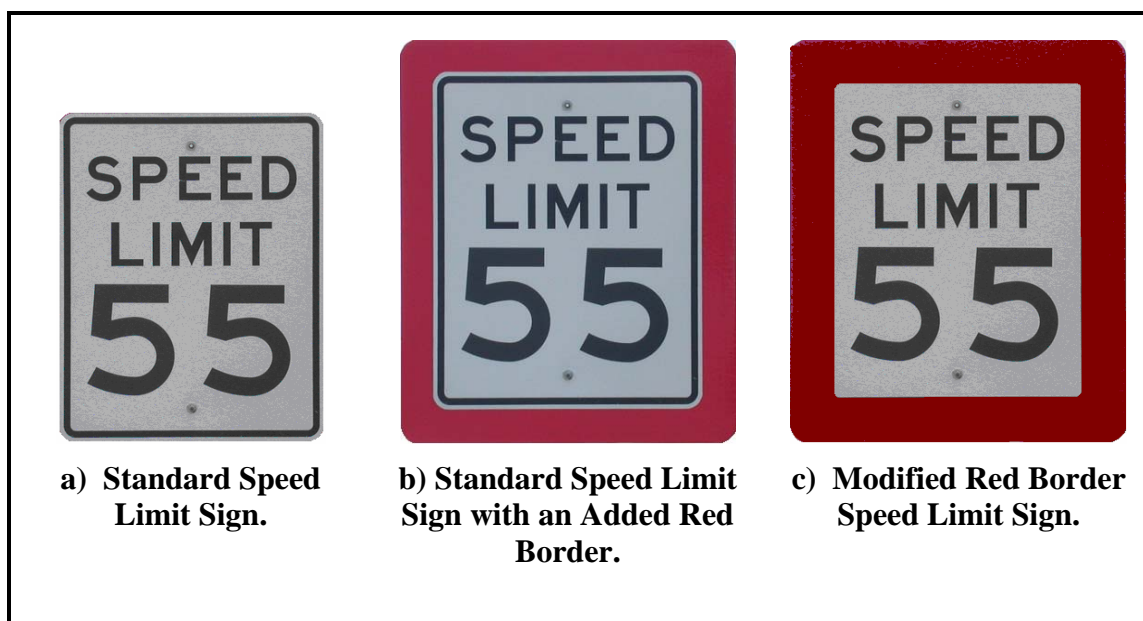 SPEED
LIMIT
55
SPEED
LIMIT
55
SPEED
LIMIT
55
a) Standard Speed
Limit Sign.
b) Standard Speed Limit
Sign with an Added Red
Border.
c) Modified Red Border
Speed Limit Sign.